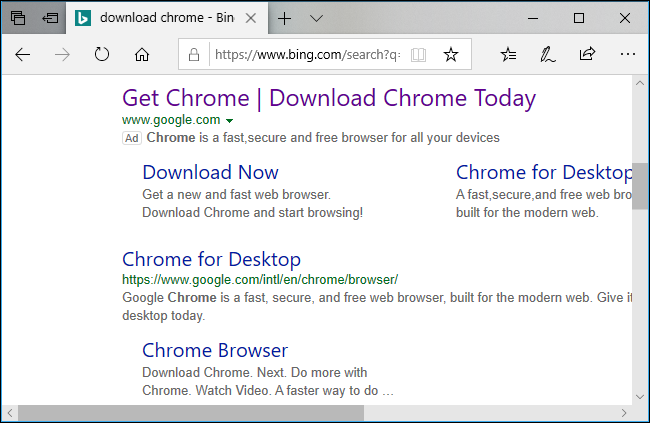 download chrome - Bin
https://www.bing.com/search?q=
Get Chrome | Download Chrome Today
www.google.com
Ad Chrome is a fast,secure and free browser for all your devices
Download Now
Get a new and fast web browser.
Download Chrome and start browsing!
Chrome for Desktop
A fast,secure,and free web bro
built for the modern web.
Chrome for Desktop
https://www.google.com/intl/en/chrome/browser/
Google Chrome is a fast, secure, and free web browser, built for the modern web. Give it
desktop today.
Chrome Browser
Download Chrome. Next. Do more with
Chrome. Watch Video. A faster way to do ...